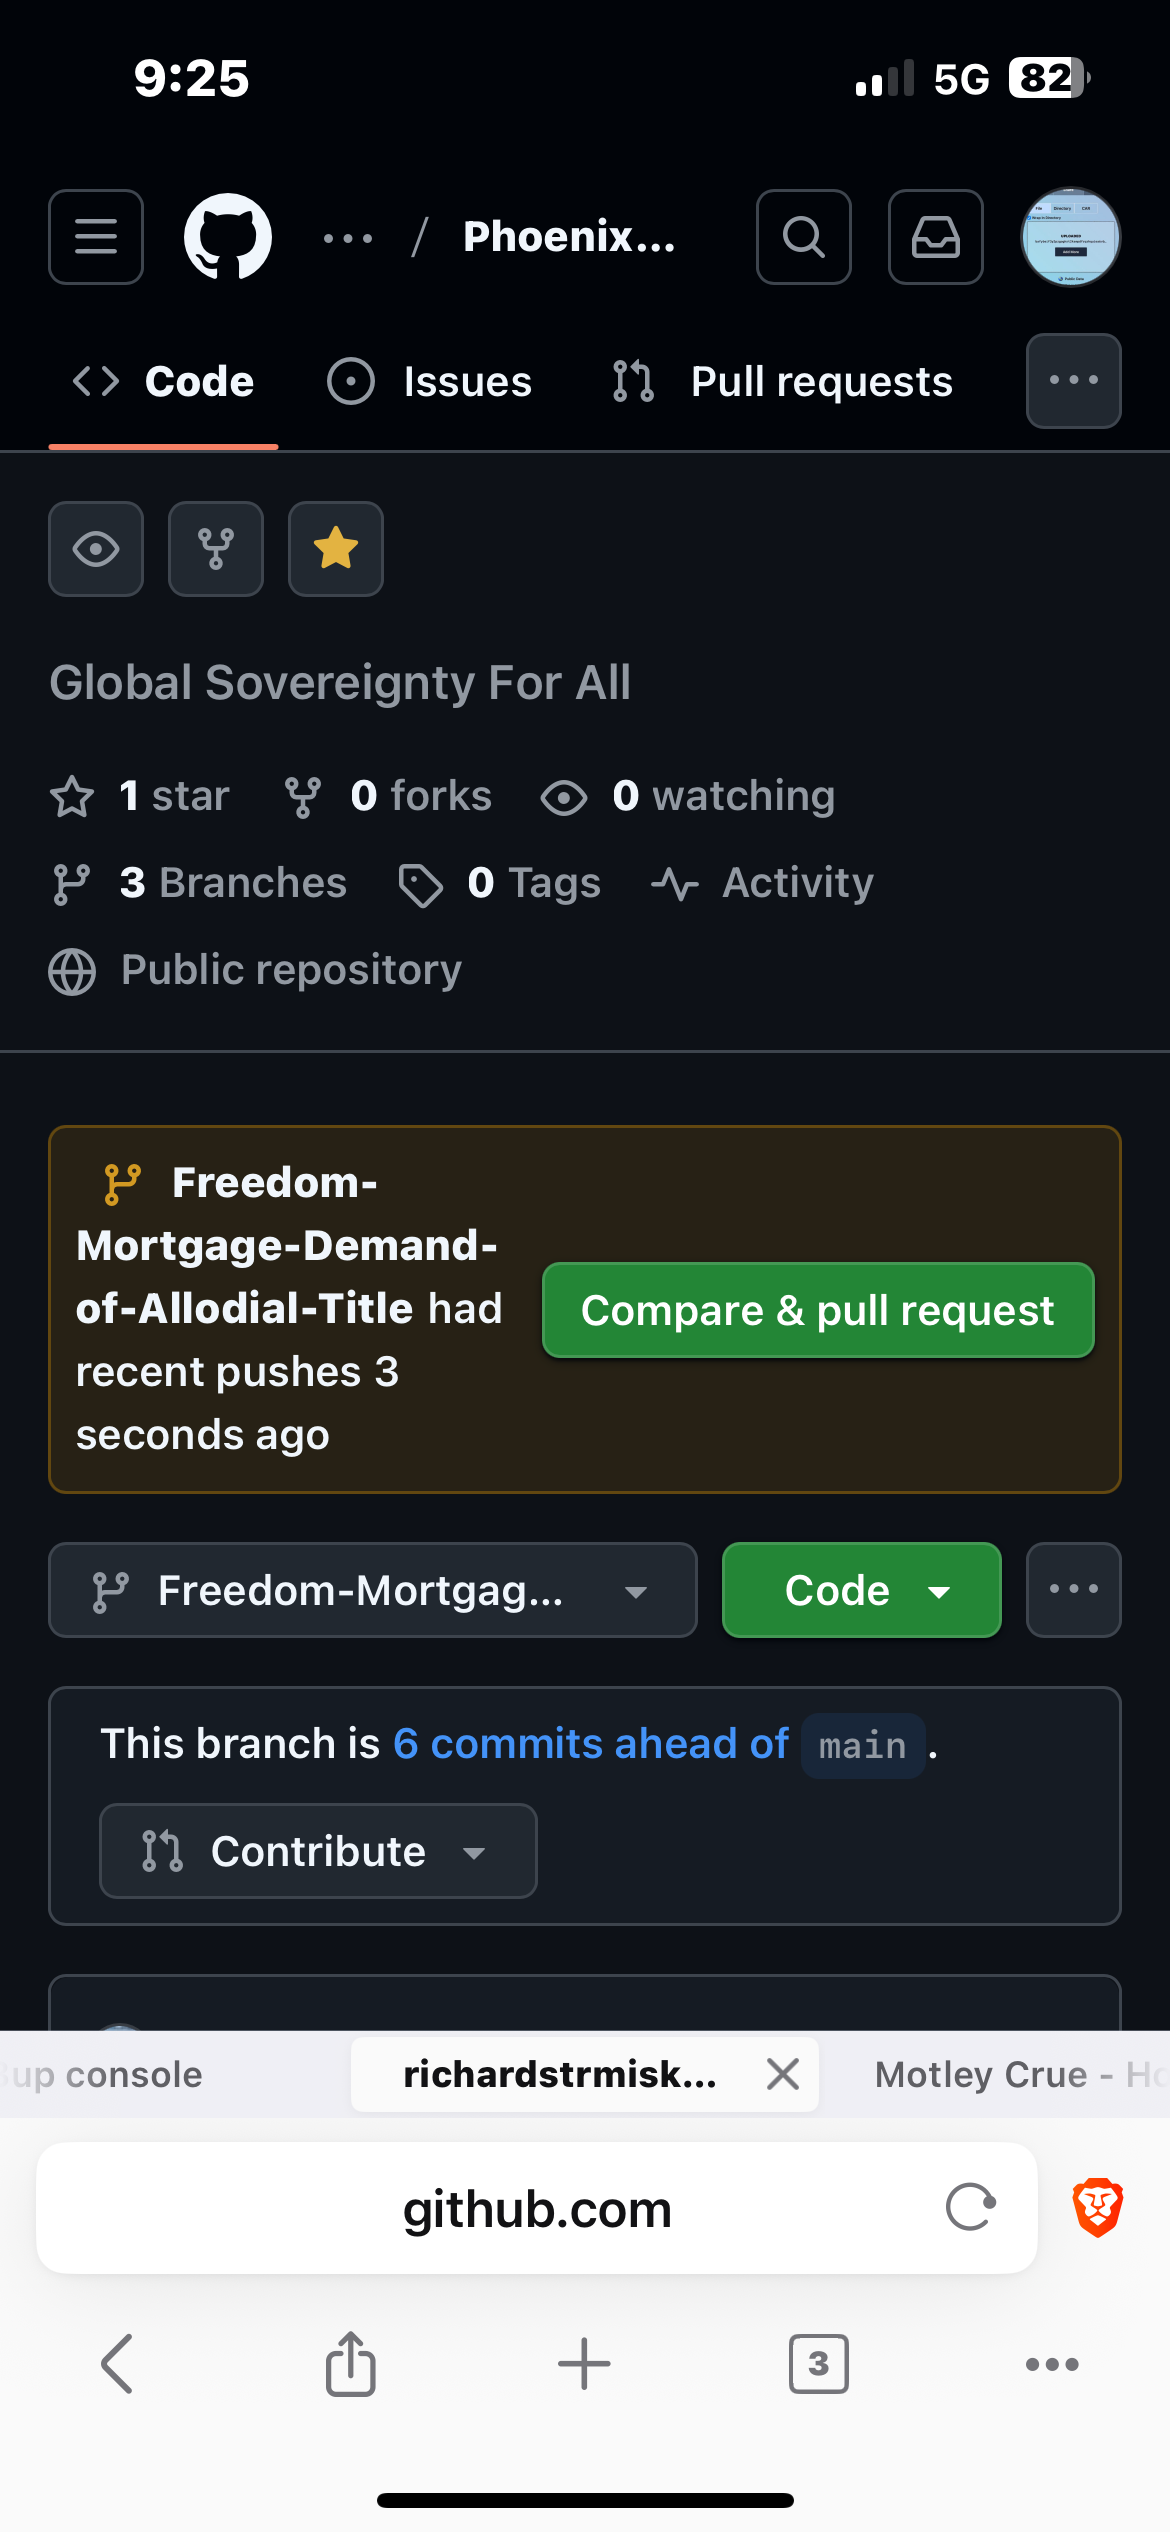 9:25
5G
82
/ Phoenix...
Code
Issues
Pull requests
Global Sovereignty For All
1 star
0 forks
0 watching
3 Branches
0 Tags
Activity
Public repository
Freedom-
Mortgage-Demand-
of-Allodial-Title had
recent pushes 3
seconds ago
Compare & pull request
Freedom-Mortgag...
Code
This branch is 6 commits ahead of main .
Contribute
up console
richardstrmisk...
Motley Crue - Ho
github.com
3